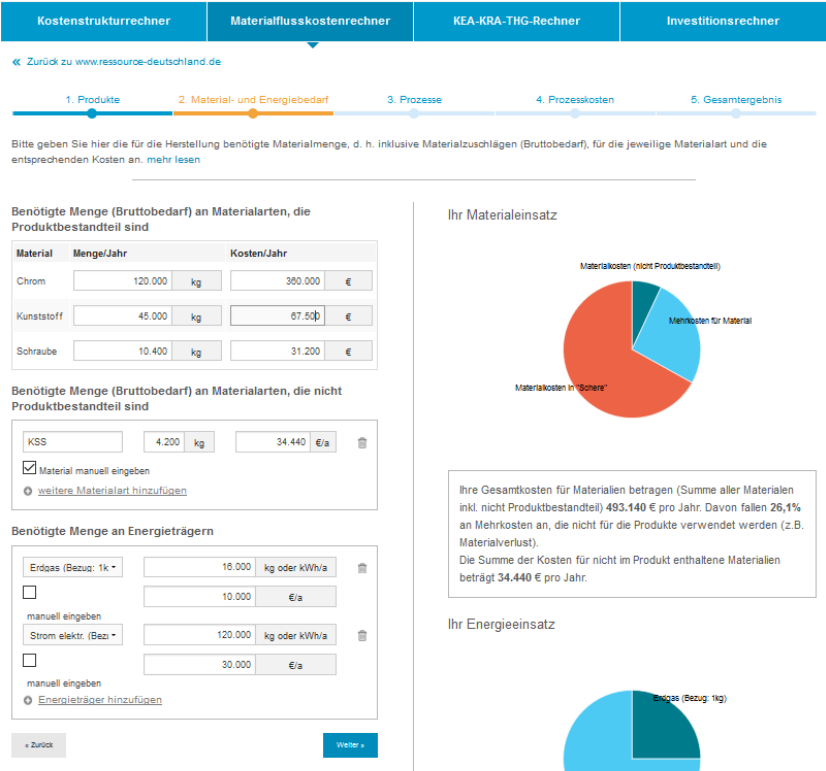 Kostenstrukturrechner
Materialflusskostenrechner
KEA-KRA-THG-Rechner
Investitionsrechner
« Zurück zu www.ressource-deutschland.de
1. Produkte
2. Material- und Energiebedarf
3. Prozesse
4. Prozesskosten
5. Gesamtergebnis
Bitte geben Sie hier die für die Herstellung benötigte Materialmenge, d. h. inklusive Materialzuschlägen (Bruttobedarf), für die jeweilige Materialart und die
entsprechenden Kosten an. mehr lesen
Benötigte Menge (Bruttobedarf) an Materialarten, die
Produktbestandteil sind
Material Menge/Jahr Kosten/Jahr
Chrom 120.000 kg 360.000 €
Kunststoff 45.000 kg 67.500 €
Schraube 10.400 kg 31.200 €
Benötigte Menge (Bruttobedarf) an Materialarten, die nicht
Produktbestandteil sind
KSS 4.200 kg 34.440 €/a
Material manuell eingeben
weitere Materialart hinzufügen
Benötigte Menge an Energieträgern
Erdgas (Bezug: 1k 16.000 kg oder kWh/a
10.000 €/a
manuell eingeben
Strom elektr. (Bezu 120.000 kg oder kWh/a
30.000 €/a
manuell eingeben
Energieträger hinzufügen
« Zurück
Weiter »
Ihr Materialeinsatz
Materialkosten (nicht Produktbestandteil)
Mehrkosten für Material
Materialkosten in "Schere"
Ihre Gesamtkosten für Materialien betragen (Summe aller Materialen
inkl. nicht Produktbestandteil) 493.140 € pro Jahr. Davon fallen 26,1%
an Mehrkosten an, die nicht für die Produkte verwendet werden (z.B.
Materialverlust).
Die Summe der Kosten für nicht im Produkt enthaltene Materialien
beträgt 34.440 € pro Jahr.
Ihr Energieeinsatz
Erdgas (Bezug: 1kg)